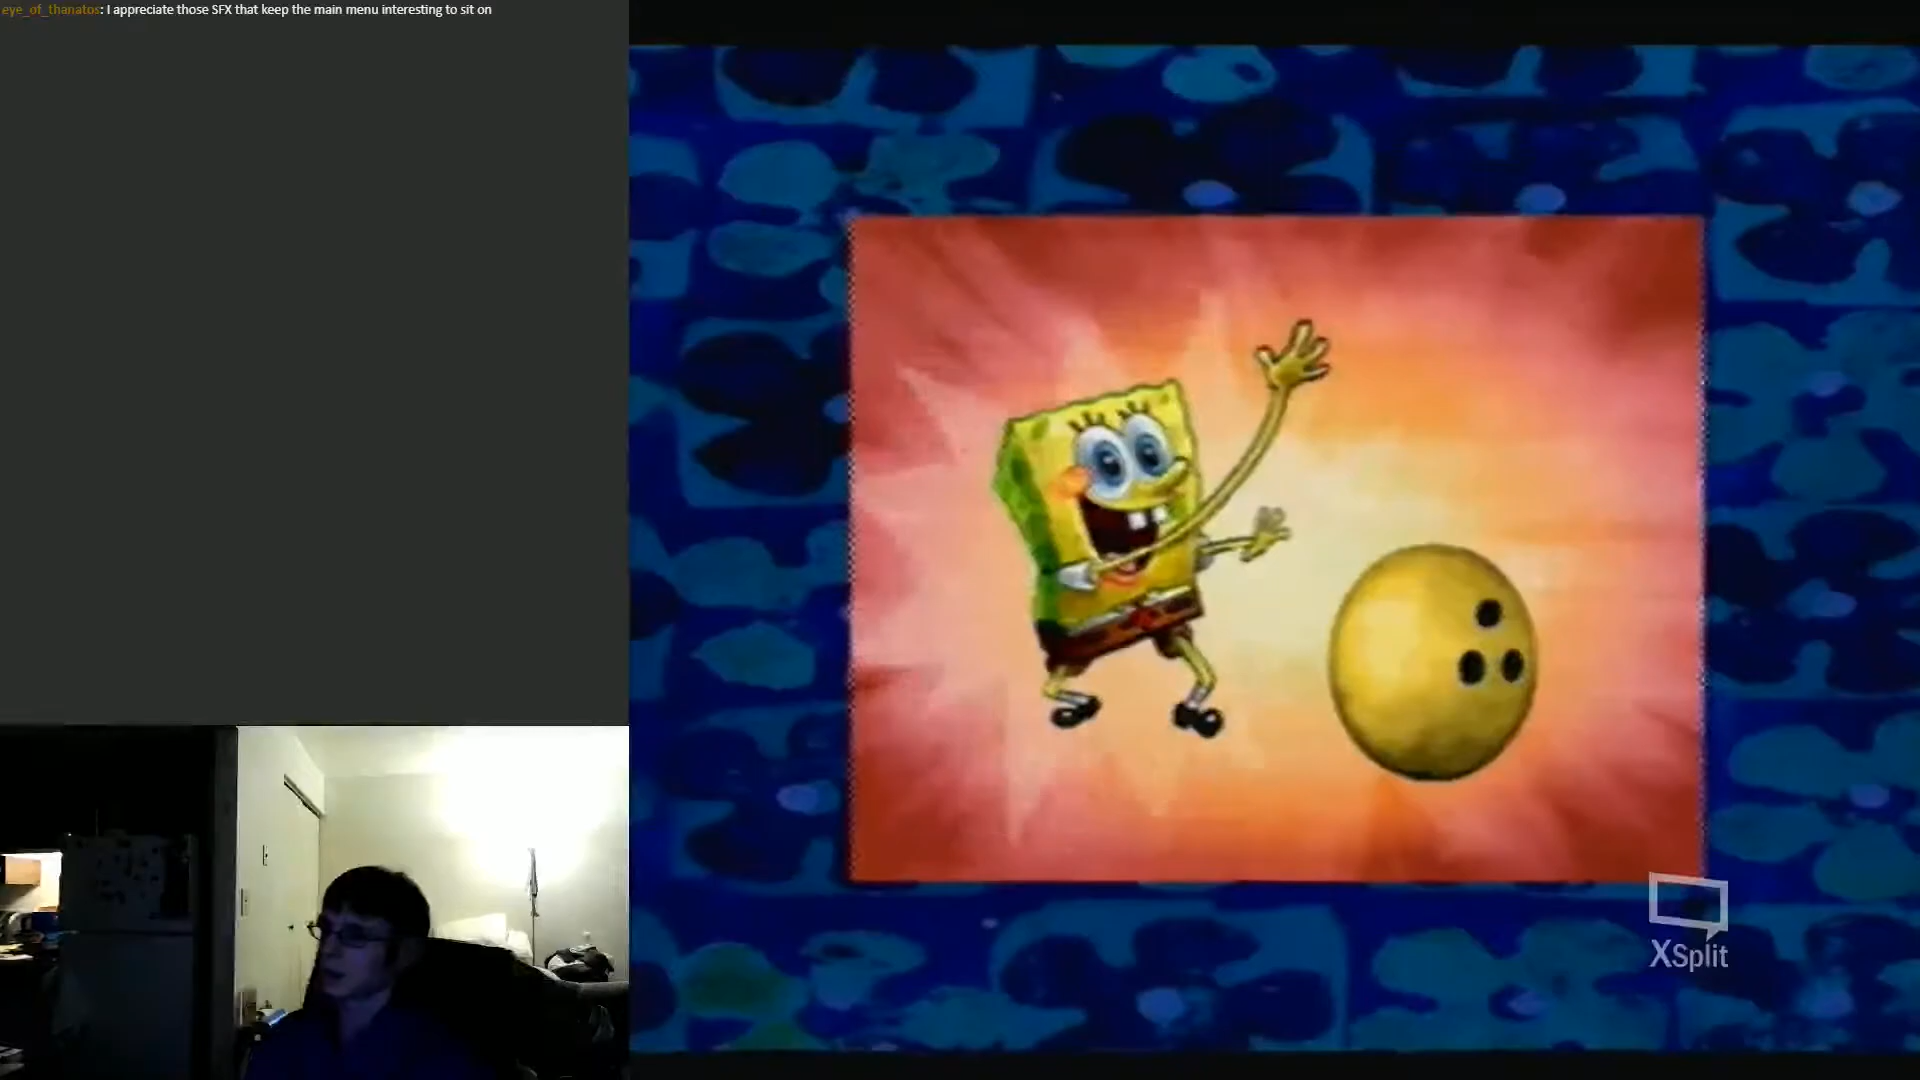 eye_of_thanatos: I appreciate those SFX that keep the main menu interesting to sit on
XSplit